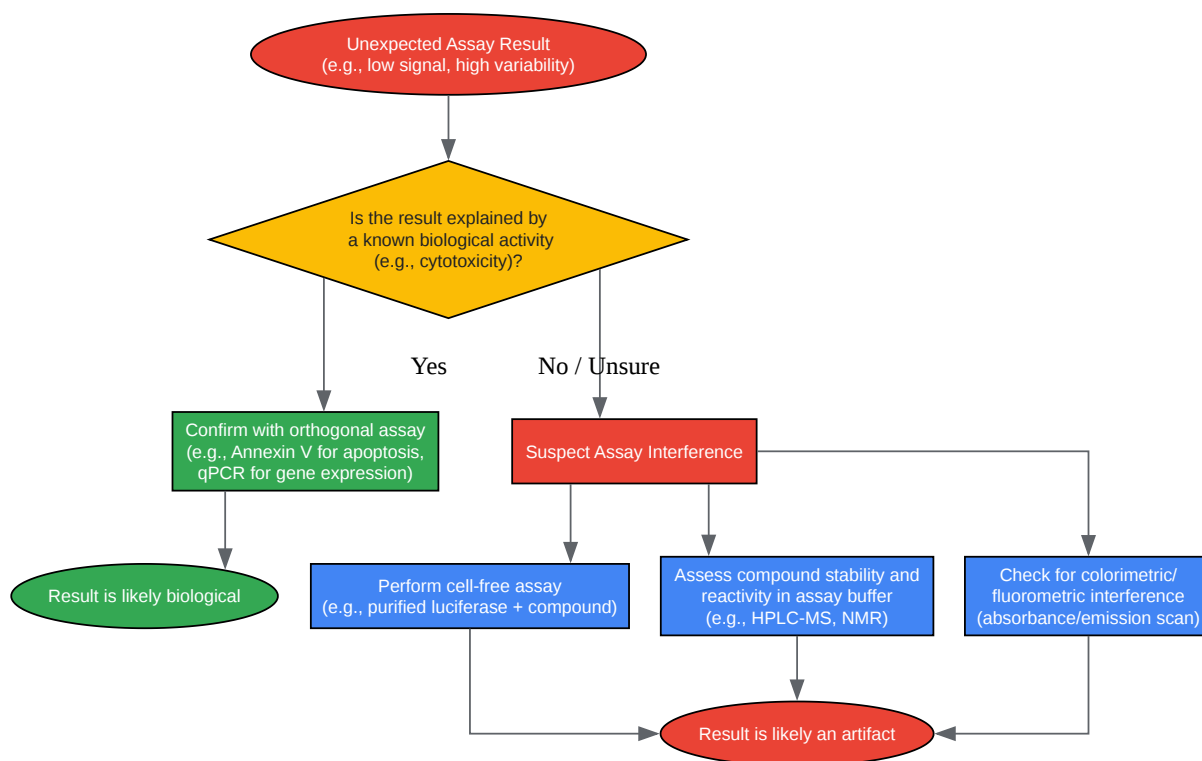 Unexpected Assay Result
(e.g., low signal, high variability)
Is the result explained by
a known biological activity
(e.g., cytotoxicity)?
Yes
No / Unsure
Confirm with orthogonal assay
(e.g., Annexin V for apoptosis,
qPCR for gene expression)
Suspect Assay Interference
Result is likely biological
Perform cell-free assay
(e.g., purified luciferase + compound)
Assess compound stability and
reactivity in assay buffer
(e.g., HPLC-MS, NMR)
Check for colorimetric/
fluorometric interference
(absorbance/emission scan)
Result is likely an artifact